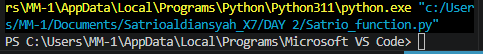 rs\MM-1\AppData\Local\Programs\Python\Python311\python.exe "c:/User
s/MM-1/Documents/Satrioaldiansyah_X7/DAY 2/Satrio_function.py"
PS C:\Users\MM-1\AppData\Local\Programs\Microsoft VS Code>